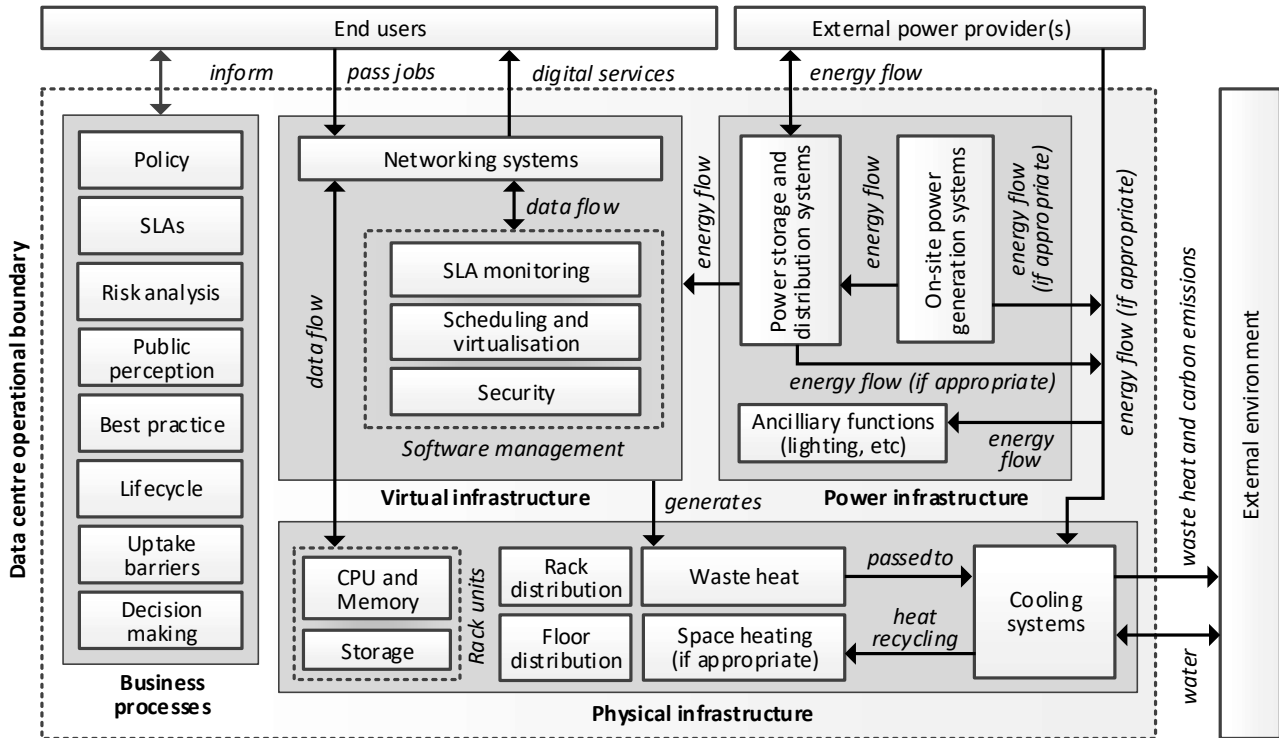 End users
External power provider(s)
inform
pass jobs
digital services
energy flow
Data centre operational boundary
Policy
SLAs
Risk analysis
Public
perception
Best practice
Lifecycle
Uptake
barriers
Decision
making
Business
processes
Networking systems
data flow
data flow
SLA monitoring
Scheduling and
virtualisation
Security
Software management
Virtual infrastructure
energy flow
Power storage and
distribution systems
energy flow
On-site power
generation systems
energy flow
(if appropriate)
energy flow (if appropriate)
energy flow (if appropriate)
Ancilliary functions
(lighting, etc)
energy
flow
Power infrastructure
generates
CPU and
Memory
Storage
Rack units
Rack
distribution
Floor
distribution
Waste heat
Space heating
(if appropriate)
passed to
heat
recycling
Cooling
systems
Physical infrastructure
waste heat and carbon emissions
water
External environment